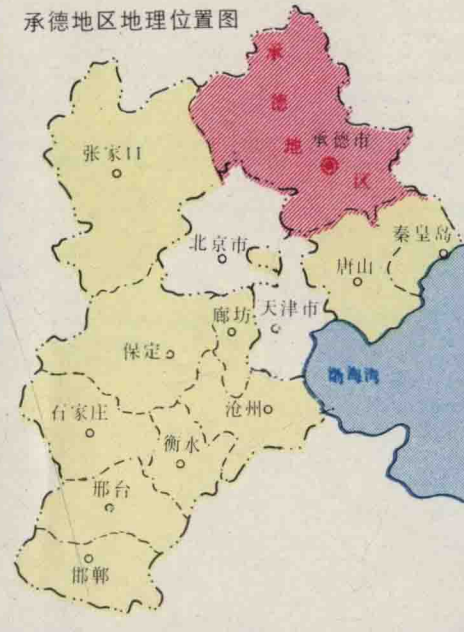 承德地区地理位置图
承德地区
承德市
张家口
北京市
秦皇岛
唐山
廊坊
天津市
保定
渤海湾
石家庄
沧州
衡水
邢台
邯郸